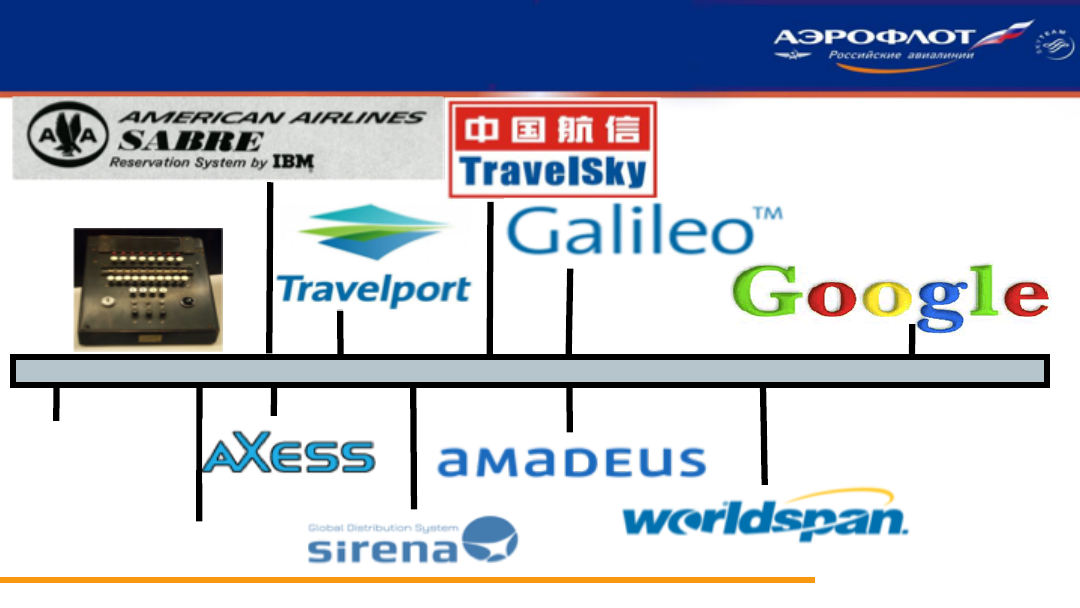 АЭРОФЛОТ
Российские авиалинии
SKYTEAM
AMERICAN AIRLINES
AA SABRE
Reservation System by IBM
中国航信
TravelSky
Galileo™
Travelport
Google
AXESS
AMADEUS
worldspan.
Global Distribution System
sirena